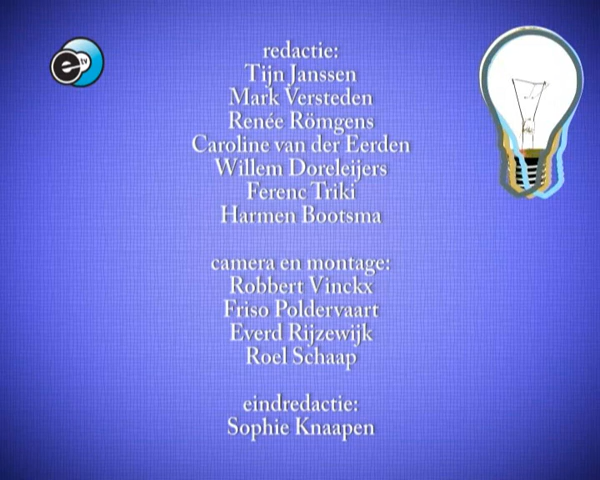 e tv
redactie:
Tijn Janssen
Mark Versteden
Renée Römgens
Caroline van der Eerden
Willem Doreleijers
Ferenc Triki
Harmen Bootsma
camera en montage:
Robbert Vinckx
Friso Poldervaart
Everd Rijzewijk
Roel Schaap
eindredactie:
Sophie Knaapen